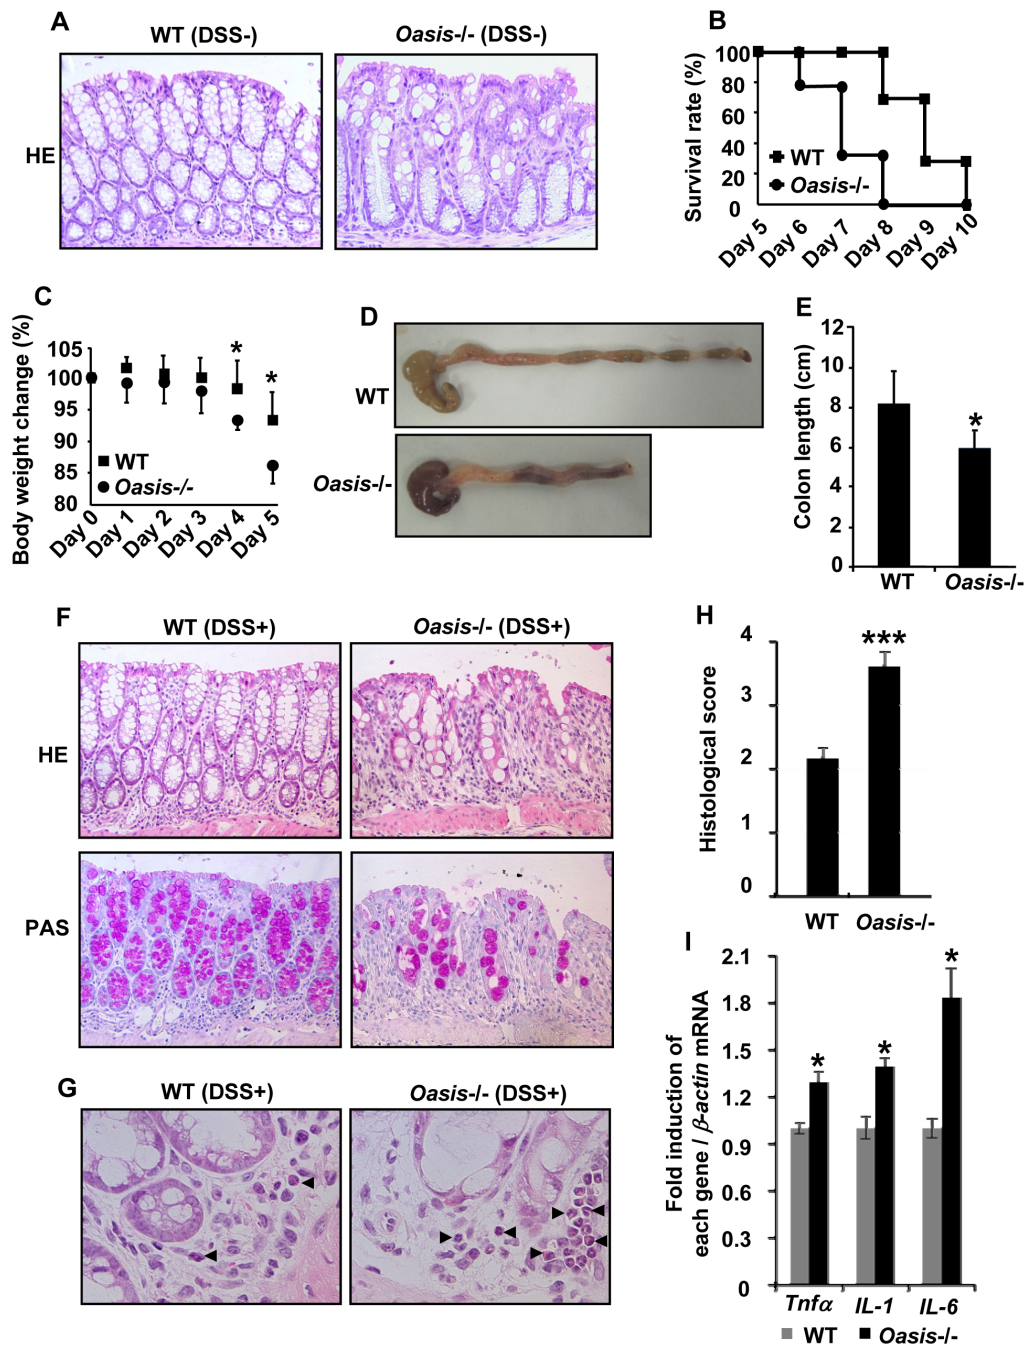 A
WT (DSS-)
Oasis-/- (DSS-)
HE
B
Survival rate (%)
100
80
60
40
20
0
WT
Oasis-/-
Day 5
Day 6
Day 7
Day 8
Day 9
Day 10
C
Body weight change (%)
105
100
95
90
85
80
*
*
WT
Oasis-/-
Day 0
Day 1
Day 2
Day 3
Day 4
Day 5
D
WT
Oasis-/-
E
Colon length (cm)
12
10
8
6
4
2
0
*
WT
Oasis-/-
F
WT (DSS+)
Oasis-/- (DSS+)
HE
PAS
G
WT (DSS+)
Oasis-/- (DSS+)
H
Histological score
4
3
2
1
0
***
WT
Oasis-/-
I
Fold induction of
each gene / β-actin mRNA
2.1
1.8
1.5
1.2
0.9
0.6
0.3
0
*
*
*
Tnfα
IL-1
IL-6
WT
Oasis-/-